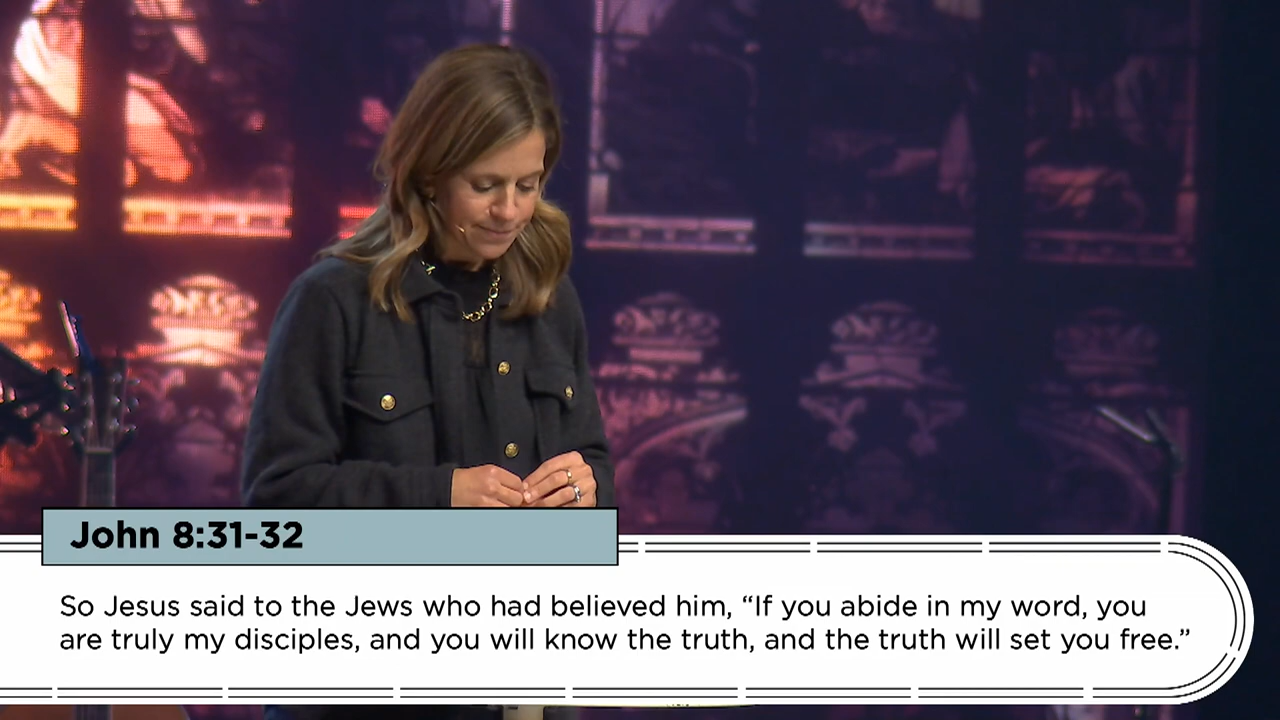 John 8:31-32
So Jesus said to the Jews who had believed him, “If you abide in my word, you
are truly my disciples, and you will know the truth, and the truth will set you free.”